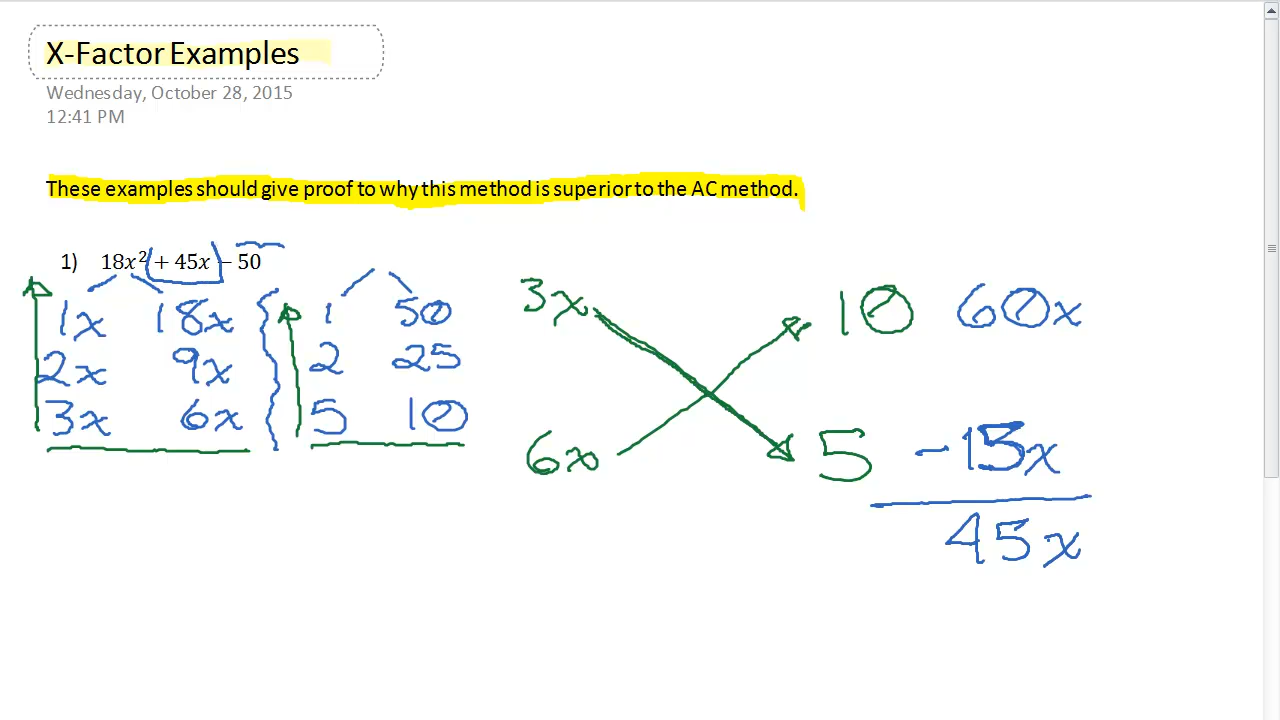 X-Factor Examples
Wednesday, October 28, 2015
12:41 PM
These examples should give proof to why this method is superior to the AC method.
1) 18x² + 45x − 50
1x 18x 1 50
2x 9x 2 25
3x 6x 5 10
3x 10 60x
6x 5 -15x
45x